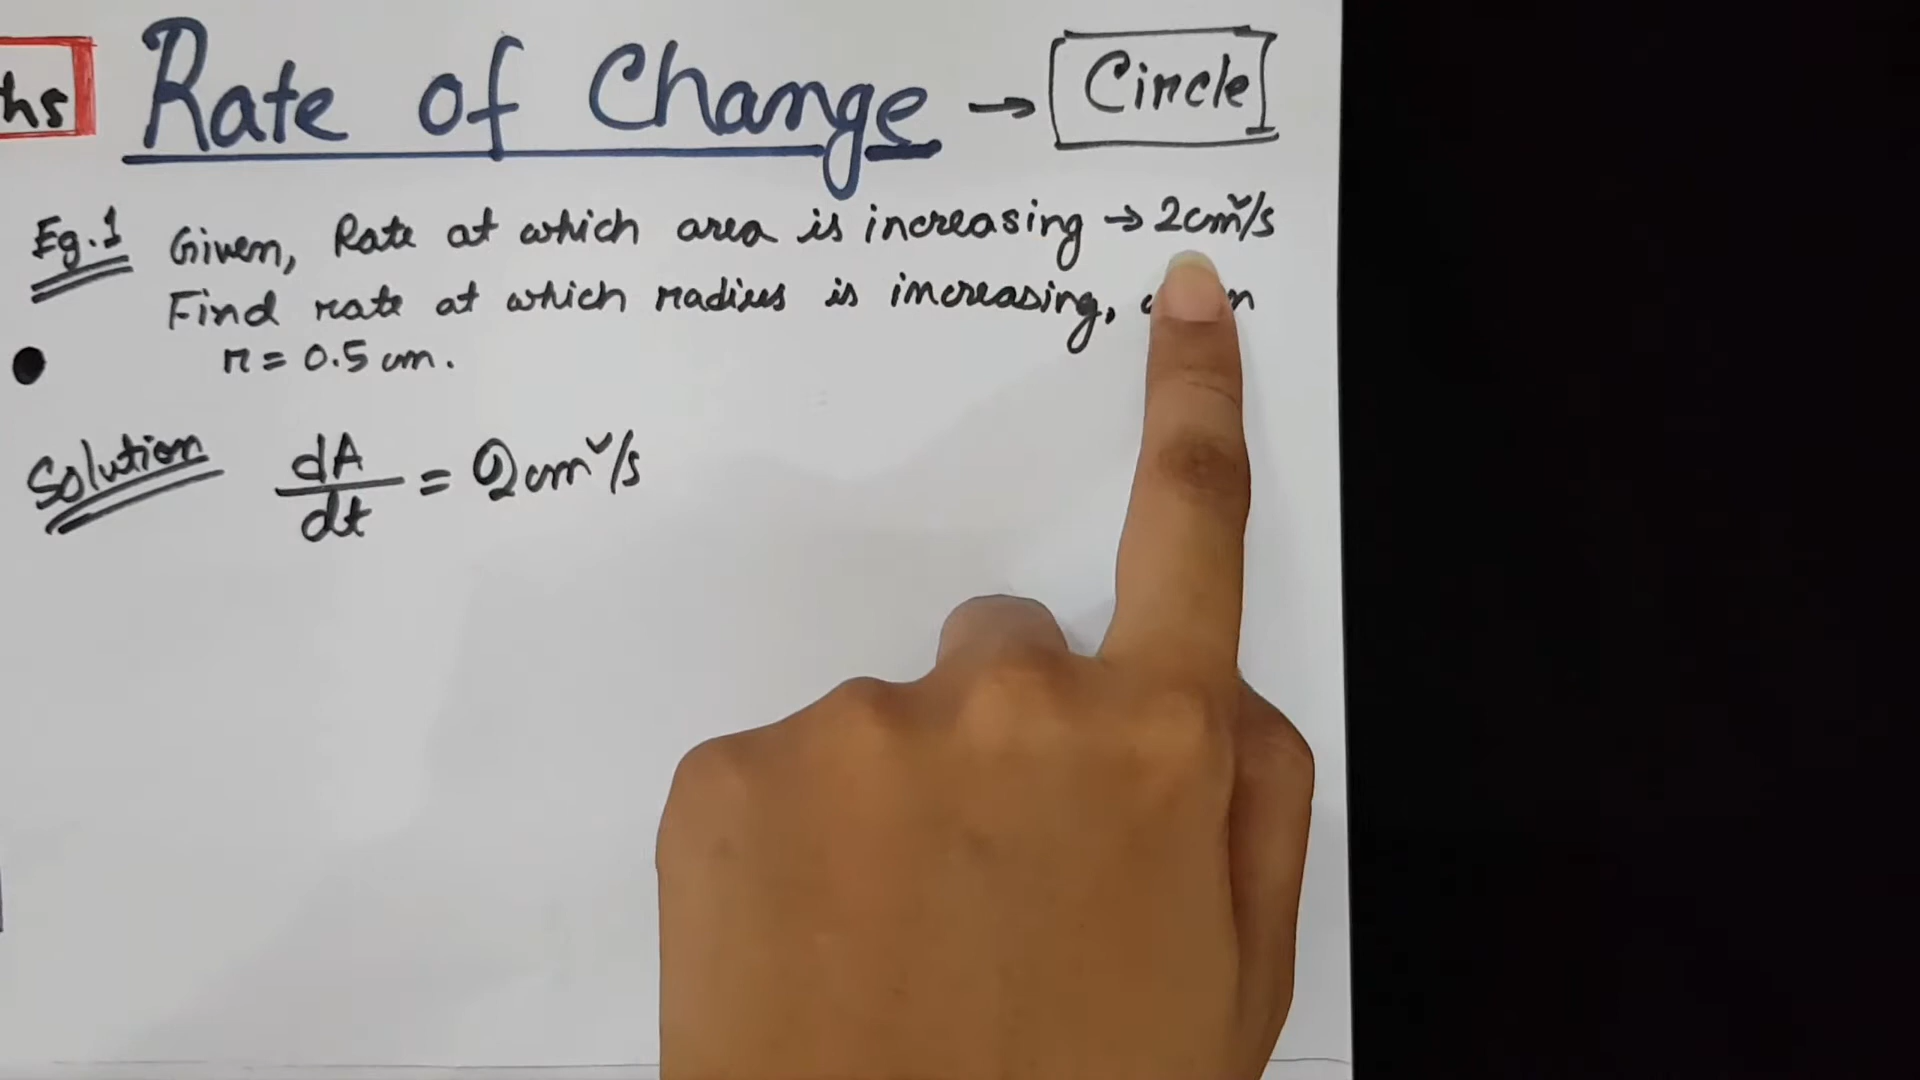 hs
Rate of Change → Circle
Eg.1 Given, Rate at which area is increasing → 2cm²/s
Find rate at which radius is increasing,
r = 0.5 cm.
Solution dA/dt = 2cm²/s